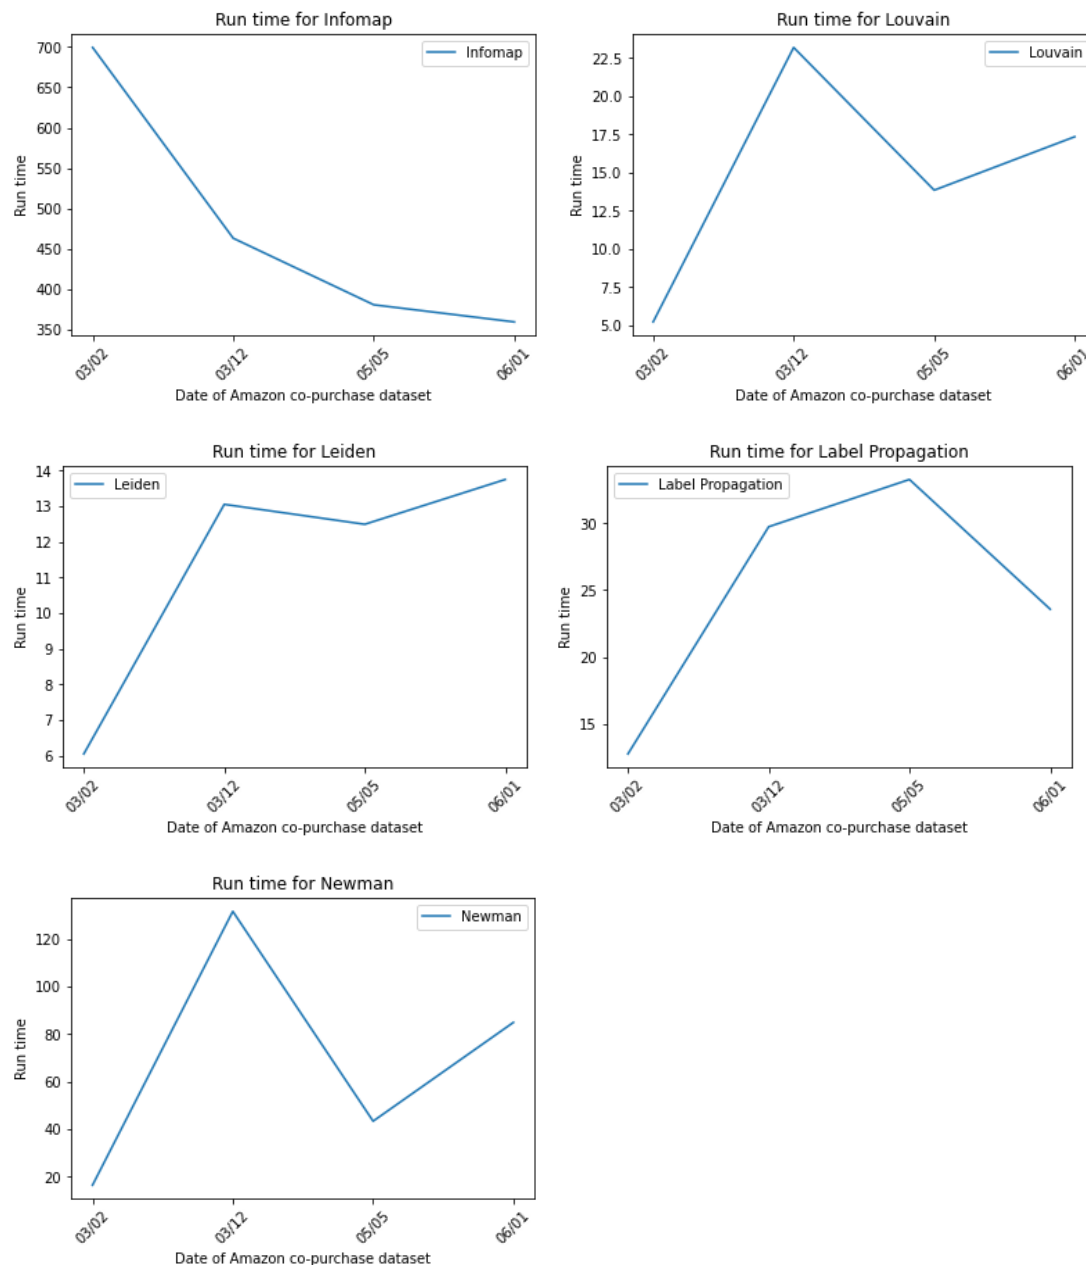 Run time for Infomap
Infomap
700
650
600
550
500
450
400
350
Run time
03/02
03/12
05/05
06/01
Date of Amazon co-purchase dataset
Run time for Louvain
Louvain
22.5
20.0
17.5
15.0
12.5
10.0
7.5
5.0
Run time
03/02
03/12
05/05
06/01
Date of Amazon co-purchase dataset
Run time for Leiden
Leiden
14
13
12
11
10
9
8
7
6
Run time
03/02
03/12
05/05
06/01
Date of Amazon co-purchase dataset
Run time for Label Propagation
Label Propagation
30
25
20
15
Run time
03/02
03/12
05/05
06/01
Date of Amazon co-purchase dataset
Run time for Newman
Newman
120
100
80
60
40
20
Run time
03/02
03/12
05/05
06/01
Date of Amazon co-purchase dataset